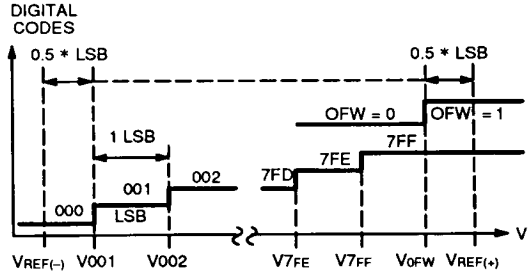 DIGITAL
CODES
0.5 * LSB
0.5 * LSB
OFW = 0
OFW = 1
1 LSB
7FF
7FE
7FD
002
001
000
LSB
V
VREF(–)
V001
V002
V7FE
V7FF
VOFW
VREF(+)